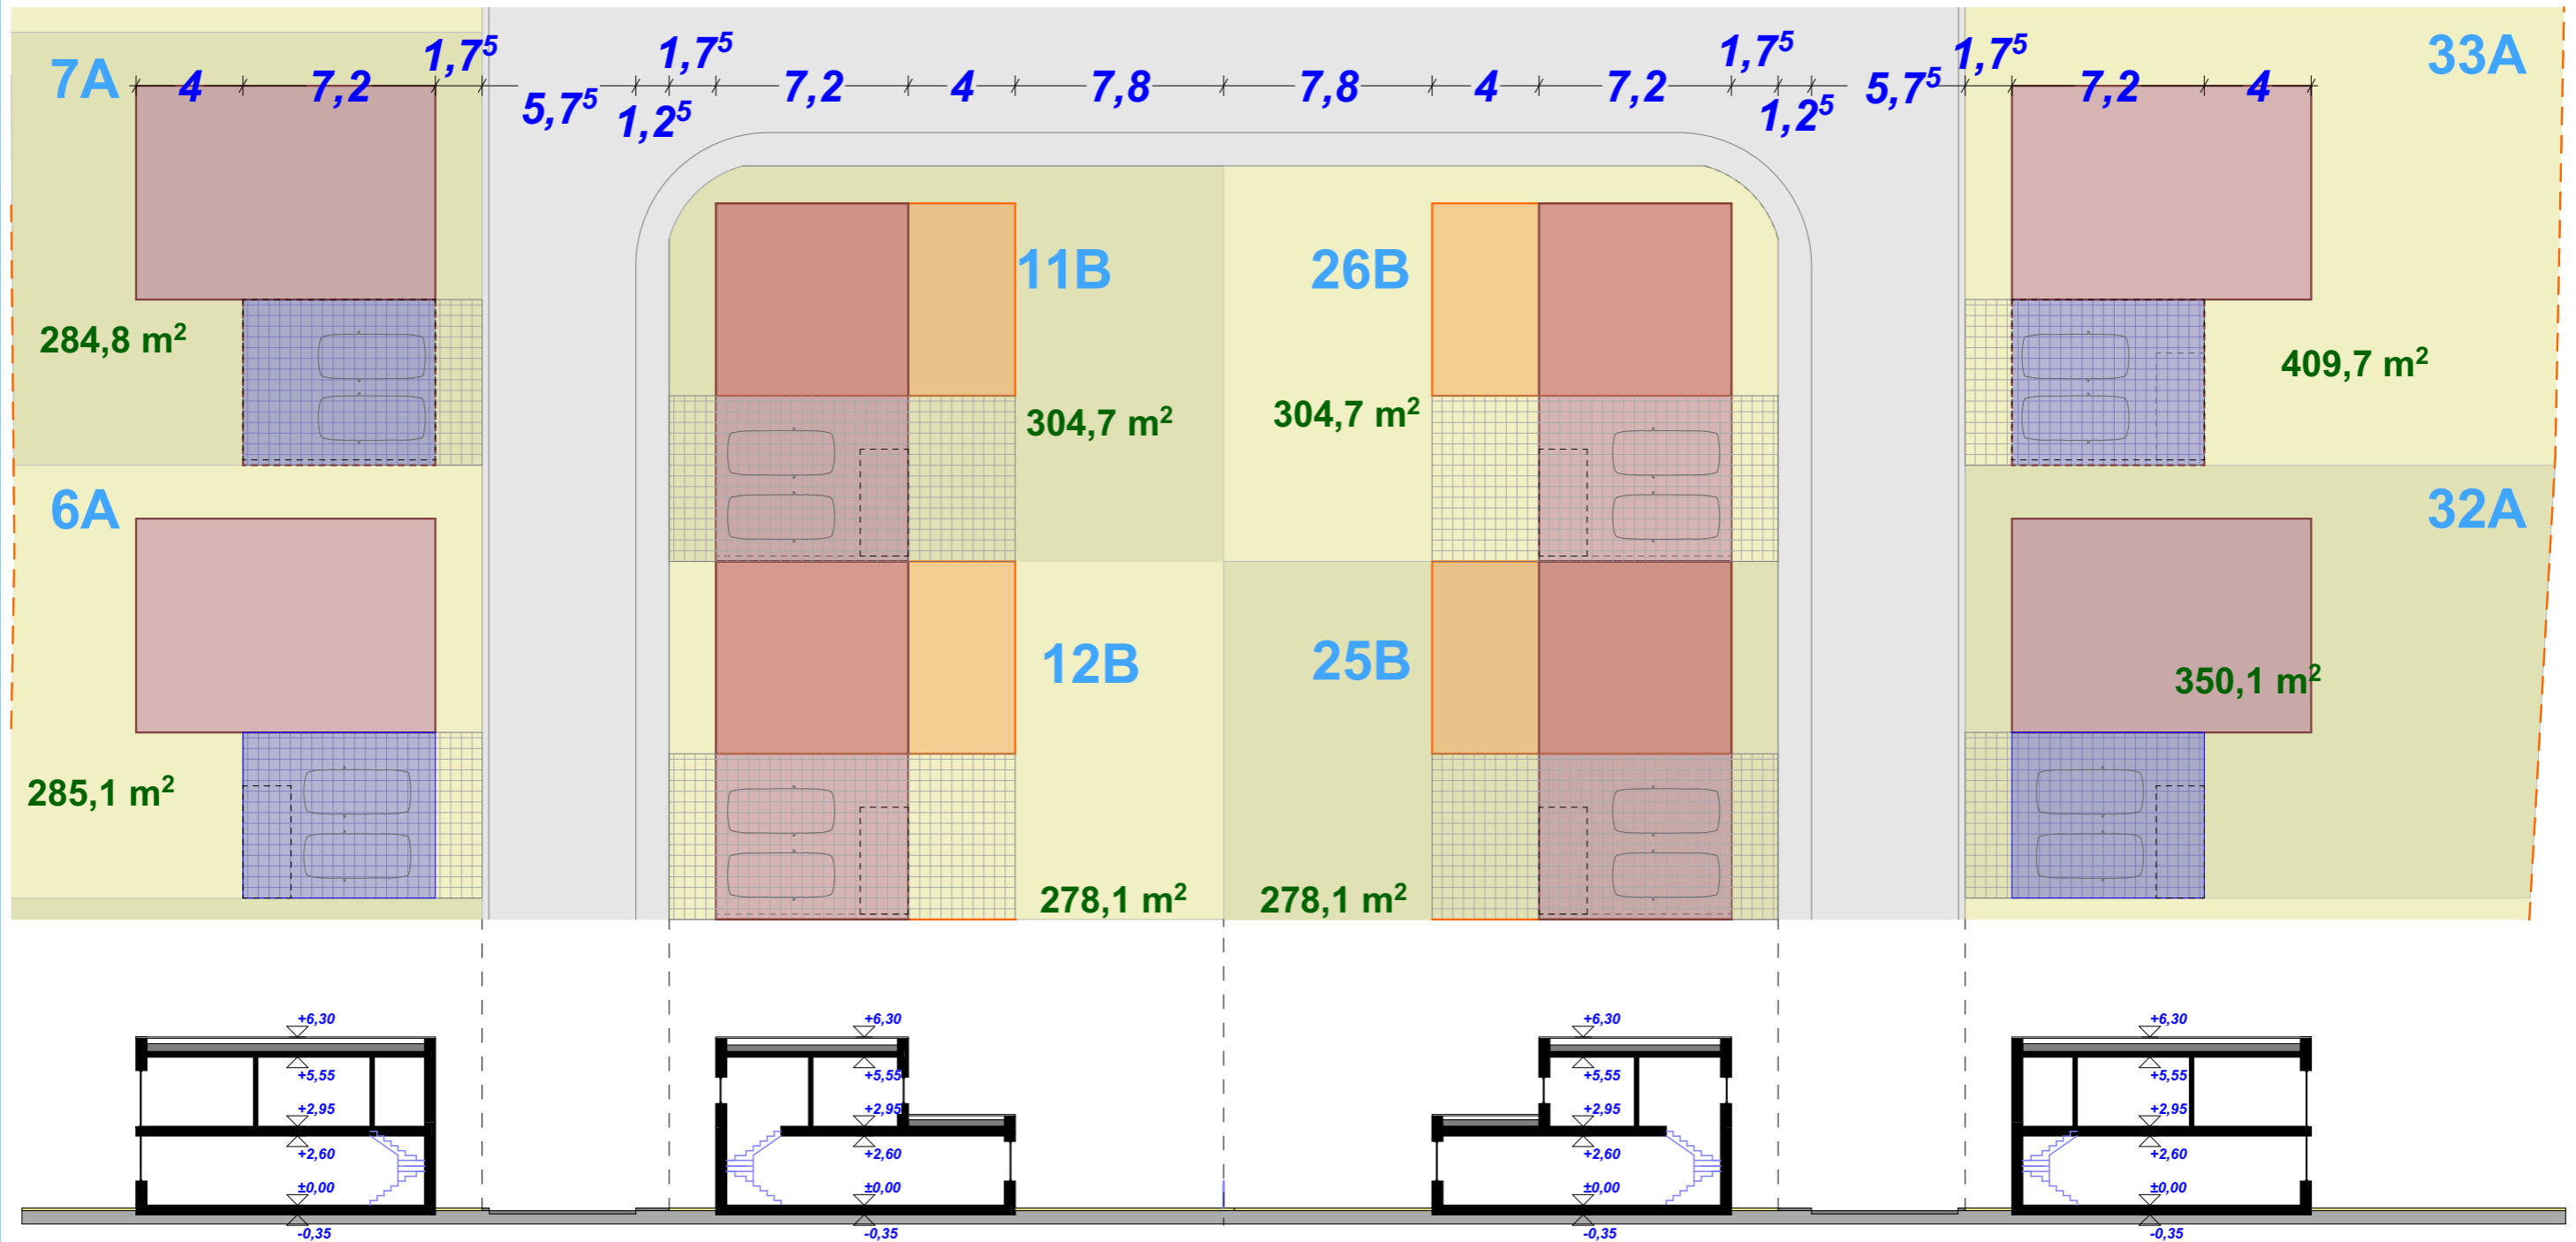 7A
33A
1,7⁵
1,7⁵
1,7⁵
1,7⁵
4
7,2
5,7⁵
1,2⁵
7,2
4
7,8
7,8
4
7,2
1,2⁵
5,7⁵
7,2
4
11B
26B
284,8 m²
304,7 m²
304,7 m²
409,7 m²
6A
32A
12B
25B
350,1 m²
285,1 m²
278,1 m²
278,1 m²
+6,30
+6,30
+6,30
+6,30
+5,55
+5,55
+5,55
+5,55
+2,95
+2,95
+2,95
+2,95
+2,60
+2,60
+2,60
+2,60
±0,00
±0,00
±0,00
±0,00
-0,35
-0,35
-0,35
-0,35